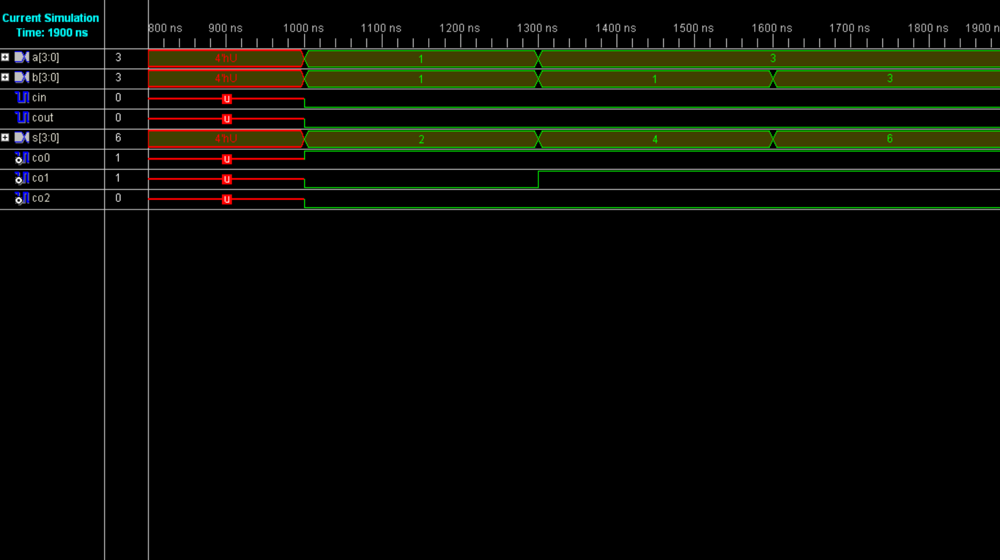 Current Simulation
Time: 1900 ns
800 ns 900 ns 1000 ns 1100 ns 1200 ns 1300 ns 1400 ns 1500 ns 1600 ns 1700 ns 1800 ns 1900 n
a[3:0] 3 4'hU 1 3
b[3:0] 3 4'hU 1 1 3
cin 0 U
cout 0 U
s[3:0] 6 4'hU 2 4 6
co0 1 U
co1 1 U
co2 0 U